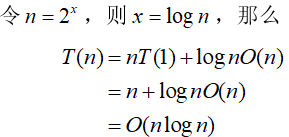 令 n = 2^x，则 x = log n，那么
T(n) = nT(1) + log nO(n)
= n + log nO(n)
= O(n log n)